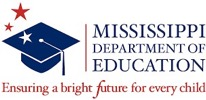 MISSISSIPPI
DEPARTMENT OF
EDUCATION
Ensuring a bright future for every child